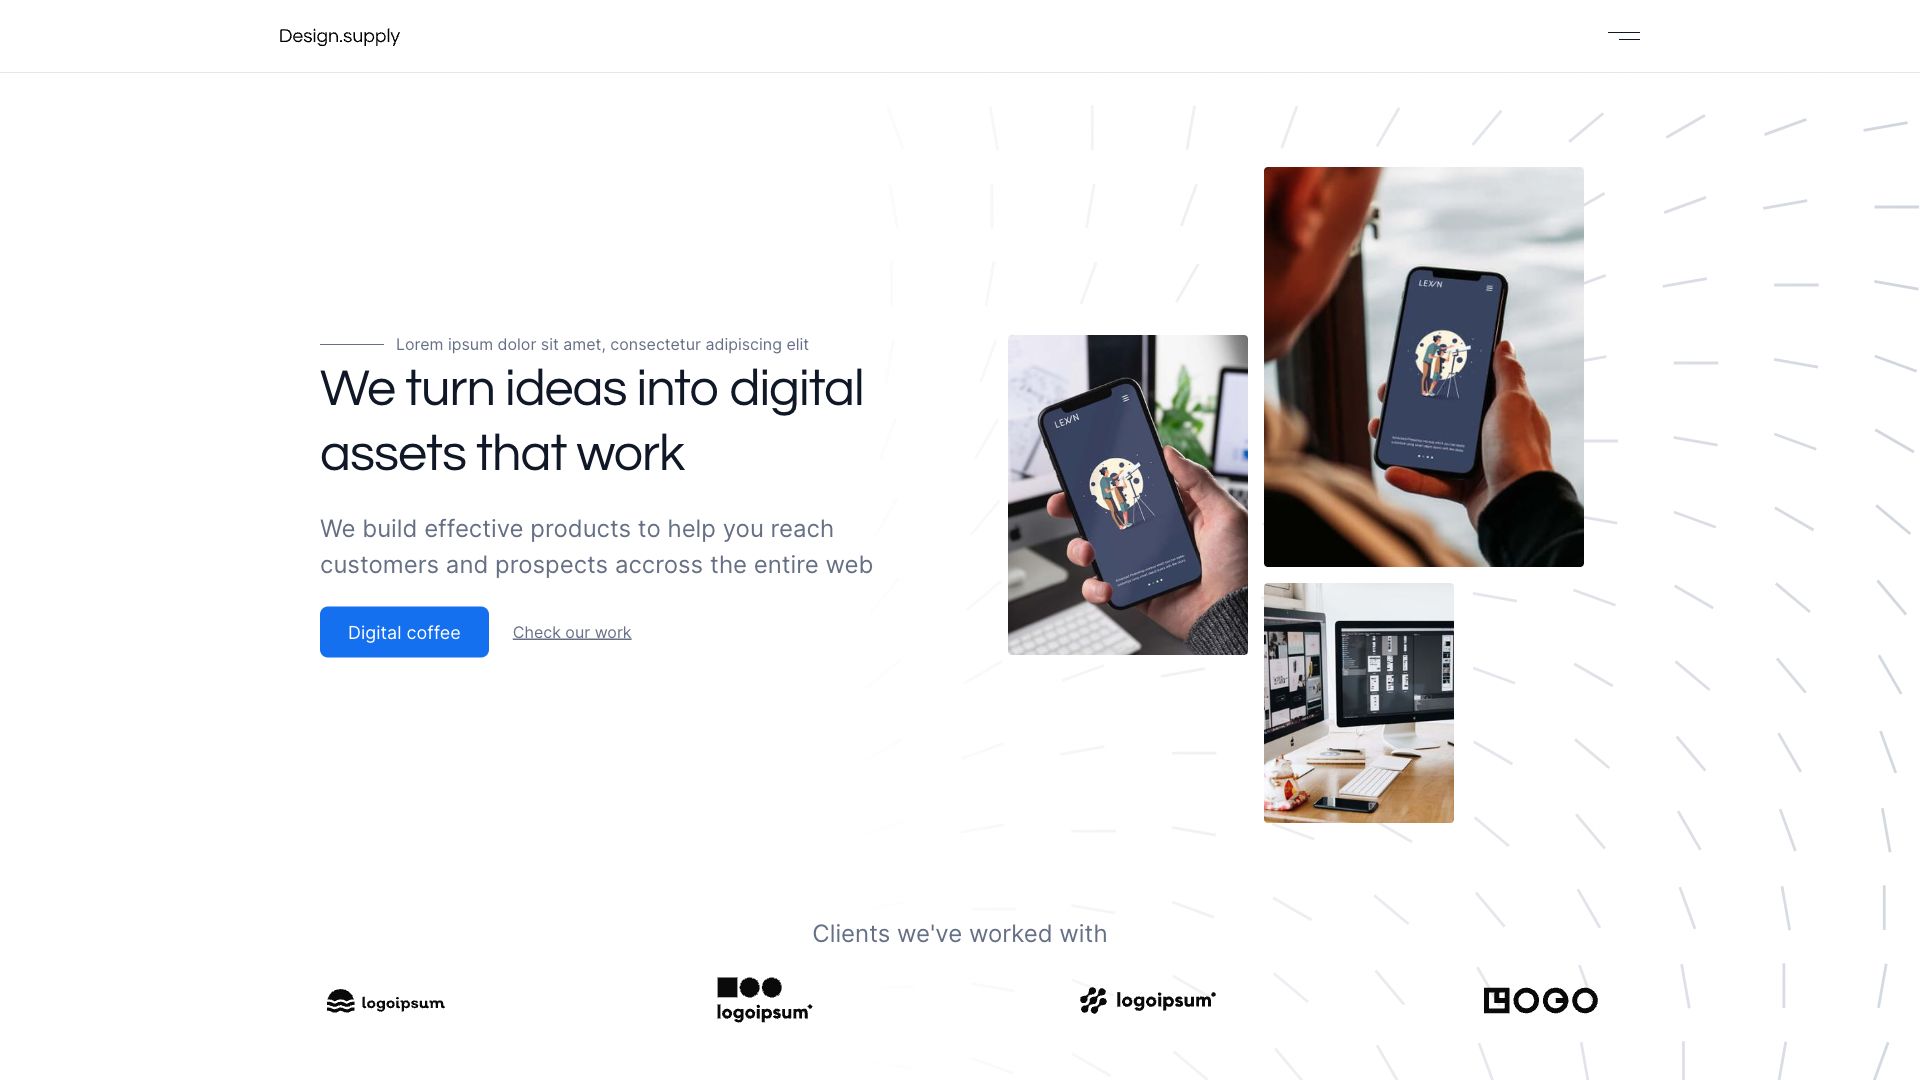 Design.supply
Lorem ipsum dolor sit amet, consectetur adipiscing elit
We turn ideas into digital
assets that work
We build effective products to help you reach
customers and prospects accross the entire web
Digital coffee
Check our work
LEX/N
LEX/N
Clients we've worked with
logoipsum
logoipsum
logoipsum
LOGO